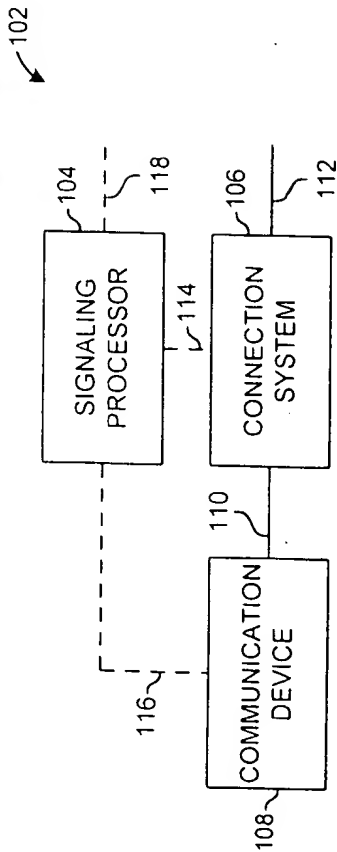 102
104
SIGNALING
PROCESSOR
118
114
106
CONNECTION
SYSTEM
112
110
116
COMMUNICATION
DEVICE
108